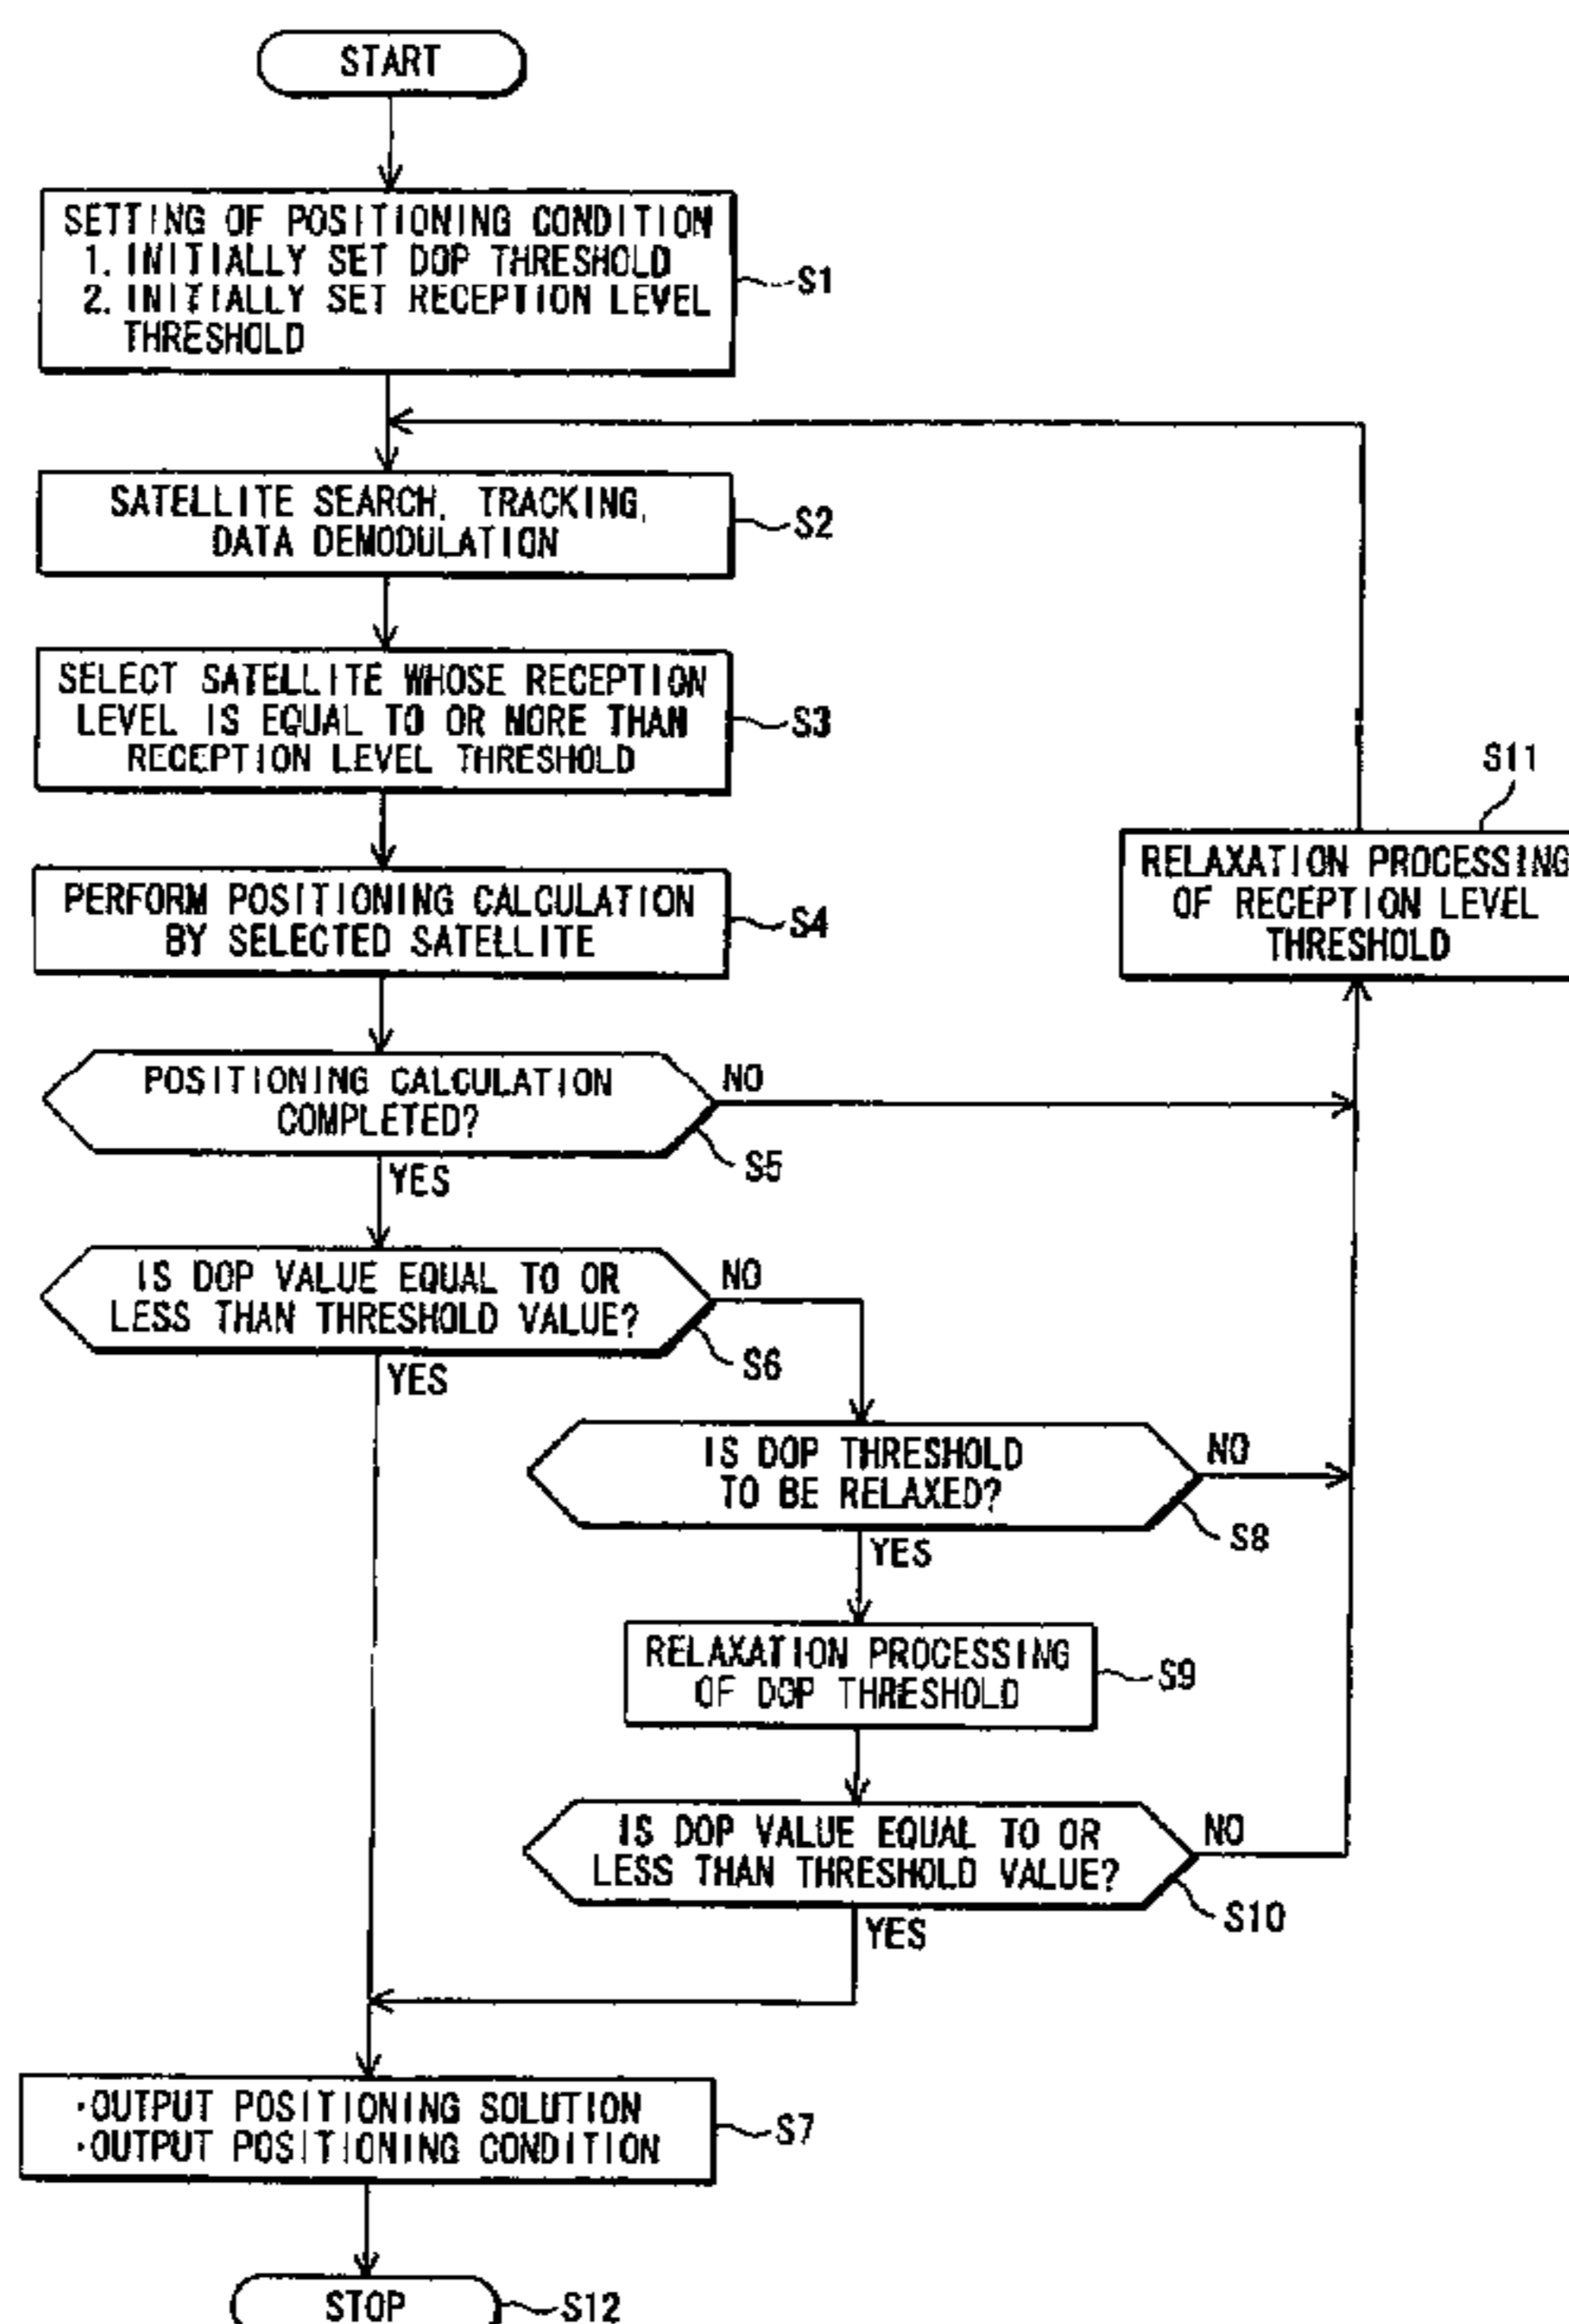 START
SETTING OF POSITIONING CONDITION
1. INITIALLY SET DOP THRESHOLD
2. INITIALLY SET RECEPTION LEVEL
THRESHOLD
S1
SATELLITE SEARCH, TRACKING,
DATA DEMODULATION
S2
SELECT SATELLITE WHOSE RECEPTION
LEVEL IS EQUAL TO OR MORE THAN
RECEPTION LEVEL THRESHOLD
S3
S11
RELAXATION PROCESSING
OF RECEPTION LEVEL
THRESHOLD
PERFORM POSITIONING CALCULATION
BY SELECTED SATELLITE
S4
POSITIONING CALCULATION
COMPLETED?
NO
S5
YES
IS DOP VALUE EQUAL TO OR
LESS THAN THRESHOLD VALUE?
NO
S6
YES
IS DOP THRESHOLD
TO BE RELAXED?
NO
S8
YES
RELAXATION PROCESSING
OF DOP THRESHOLD
S9
IS DOP VALUE EQUAL TO OR
LESS THAN THRESHOLD VALUE?
NO
S10
YES
·OUTPUT POSITIONING SOLUTION
·OUTPUT POSITIONING CONDITION
S7
STOP
S12